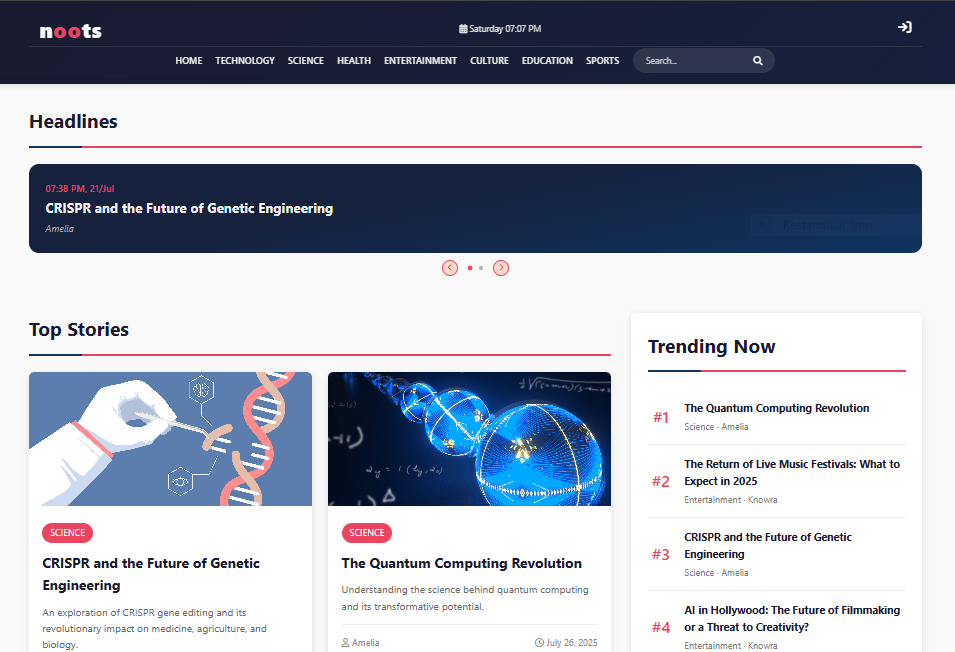 noots
Saturday 07:07 PM
HOME TECHNOLOGY SCIENCE HEALTH ENTERTAINMENT CULTURE EDUCATION SPORTS Search...
Headlines
07:38 PM, 21/Jul
CRISPR and the Future of Genetic Engineering
Amelia
Rectangular Snip
Top Stories
SCIENCE
CRISPR and the Future of Genetic
Engineering
An exploration of CRISPR gene editing and its
revolutionary impact on medicine, agriculture, and
biology.
SCIENCE
The Quantum Computing Revolution
Understanding the science behind quantum computing
and its transformative potential.
Amelia July 26, 2025
Trending Now
#1 The Quantum Computing Revolution
Science · Amelia
#2 The Return of Live Music Festivals: What to
Expect in 2025
Entertainment · Knowra
#3 CRISPR and the Future of Genetic
Engineering
Science · Amelia
#4 AI in Hollywood: The Future of Filmmaking
or a Threat to Creativity?
Entertainment · Knowra